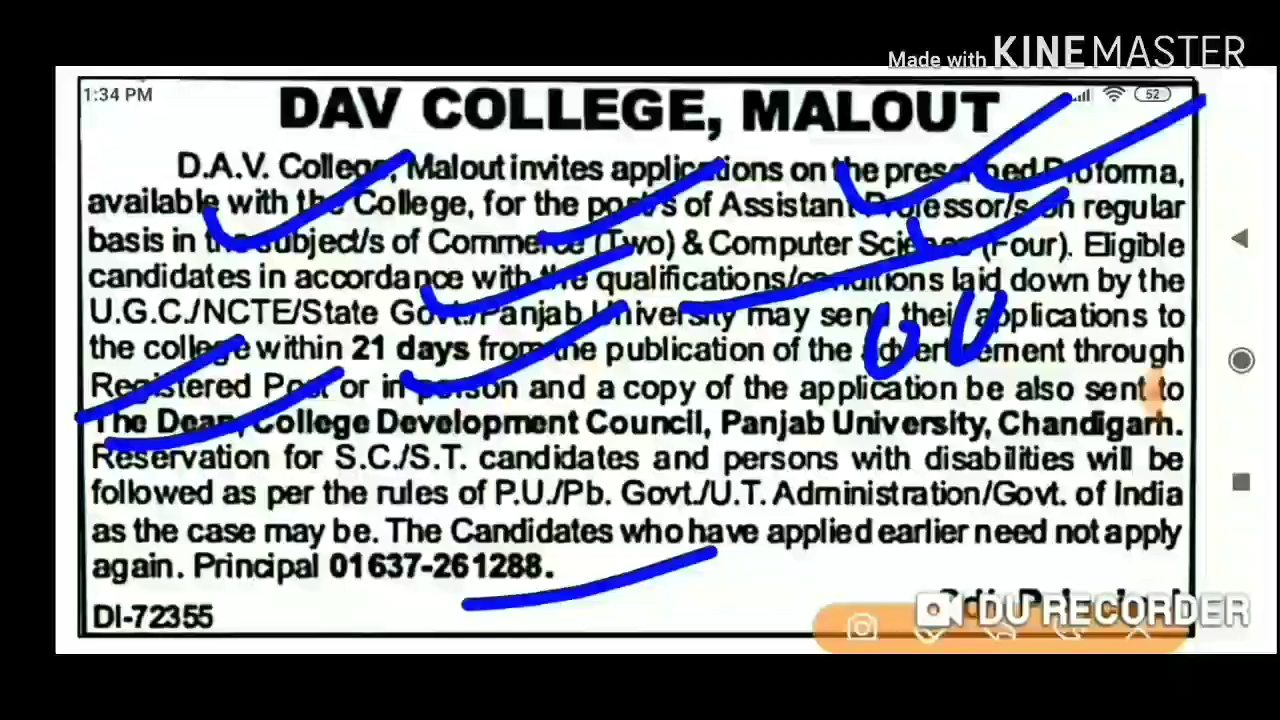 Made with KINEMASTER
1:34 PM
52
DAV COLLEGE, MALOUT
D.A.V. College, Malout invites applications on the prescribed Proforma,
available with the College, for the post/s of Assistant Professor/s on regular
basis in the subject/s of Commerce (Two) & Computer Science (Four). Eligible
candidates in accordance with the qualifications/conditions laid down by the
U.G.C./NCTE/State Govt./Panjab University may send their applications to
the college within 21 days from the publication of the advertisement through
Registered Post or in person and a copy of the application be also sent to
The Dean, College Development Council, Panjab University, Chandigarh.
Reservation for S.C./S.T. candidates and persons with disabilities will be
followed as per the rules of P.U./Pb. Govt./U.T. Administration/Govt. of India
as the case may be. The Candidates who have applied earlier need not apply
again. Principal 01637-261288.
DI-72355
DU RECORDER